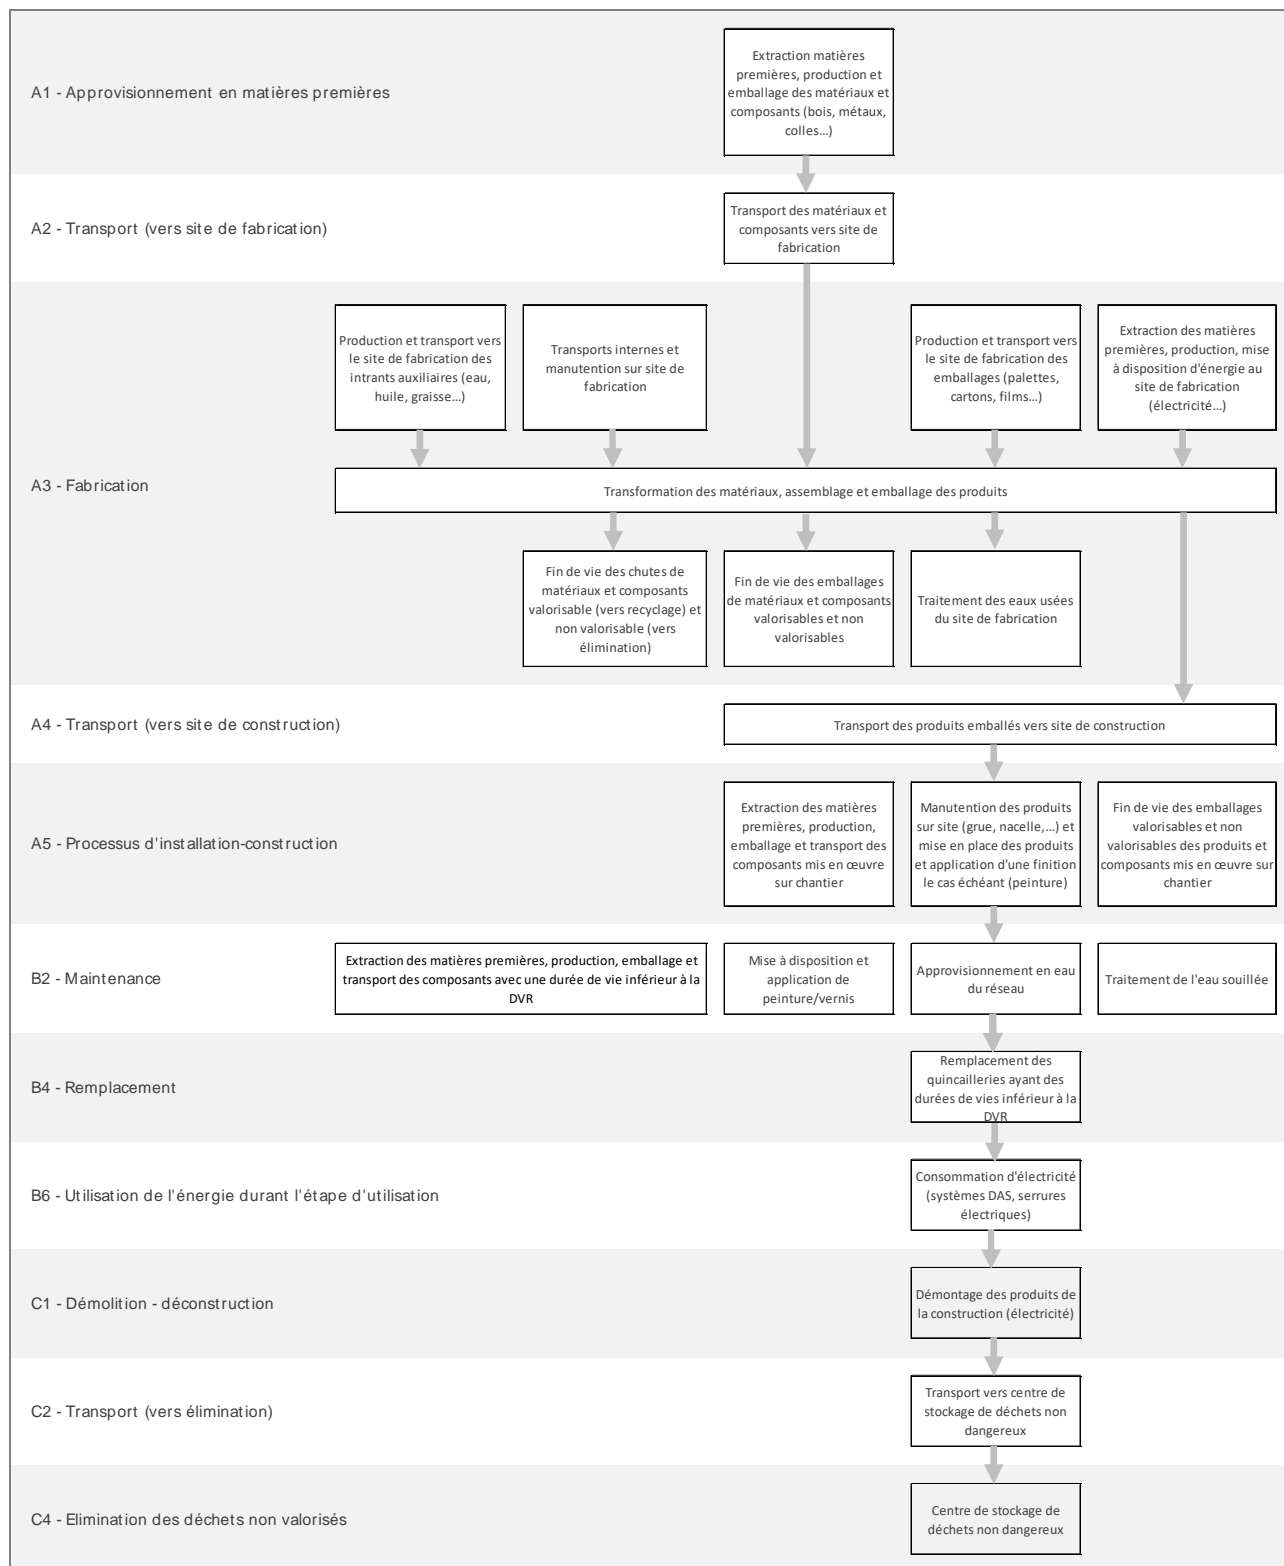 A1 - Approvisionnement en matières premières
Extraction matières
premières, production et
emballage des matériaux et
composants (bois, métaux,
colles…)
A2 - Transport (vers site de fabrication)
Transport des matériaux et
composants vers site de
fabrication
A3 - Fabrication
Production et transport vers
le site de fabrication des
intrants auxiliaires (eau,
huile, graisse…)
Transports internes et
manutention sur site de
fabrication
Production et transport vers
le site de fabrication des
emballages (palettes,
cartons, films…)
Extraction des matières
premières, production, mise
à disposition d'énergie au
site de fabrication
(électricité…)
Transformation des matériaux, assemblage et emballage des produits
Fin de vie des chutes de
matériaux et composants
valorisable (vers recyclage) et
non valorisable (vers
élimination)
Fin de vie des emballages
de matériaux et composants
valorisables et non
valorisables
Traitement des eaux usées
du site de fabrication
A4 - Transport (vers site de construction)
Transport des produits emballés vers site de construction
A5 - Processus d'installation-construction
Extraction des matières
premières, production,
emballage et transport des
composants mis en œuvre
sur chantier
Manutention des produits
sur site (grue, nacelle,…) et
mise en place des produits
et application d'une finition
le cas échéant (peinture)
Fin de vie des emballages
valorisables et non
valorisables des produits et
composants mis en œuvre sur
chantier
B2 - Maintenance
Extraction des matières premières, production, emballage et
transport des composants avec une durée de vie inférieur à la
DVR
Mise à disposition et
application de
peinture/vernis
Approvisionnement en eau
du réseau
Traitement de l'eau souillée
B4 - Remplacement
Remplacement des
quincailleries ayant des
durées de vies inférieur à la
DVR
B6 - Utilisation de l'énergie durant l'étape d'utilisation
Consommation d'électricité
(systèmes DAS, serrures
électriques)
C1 - Démolition - déconstruction
Démontage des produits de
la construction (électricité)
C2 - Transport (vers élimination)
Transport vers centre de
stockage de déchets non
dangereux
C4 - Elimination des déchets non valorisés
Centre de stockage de
déchets non dangereux